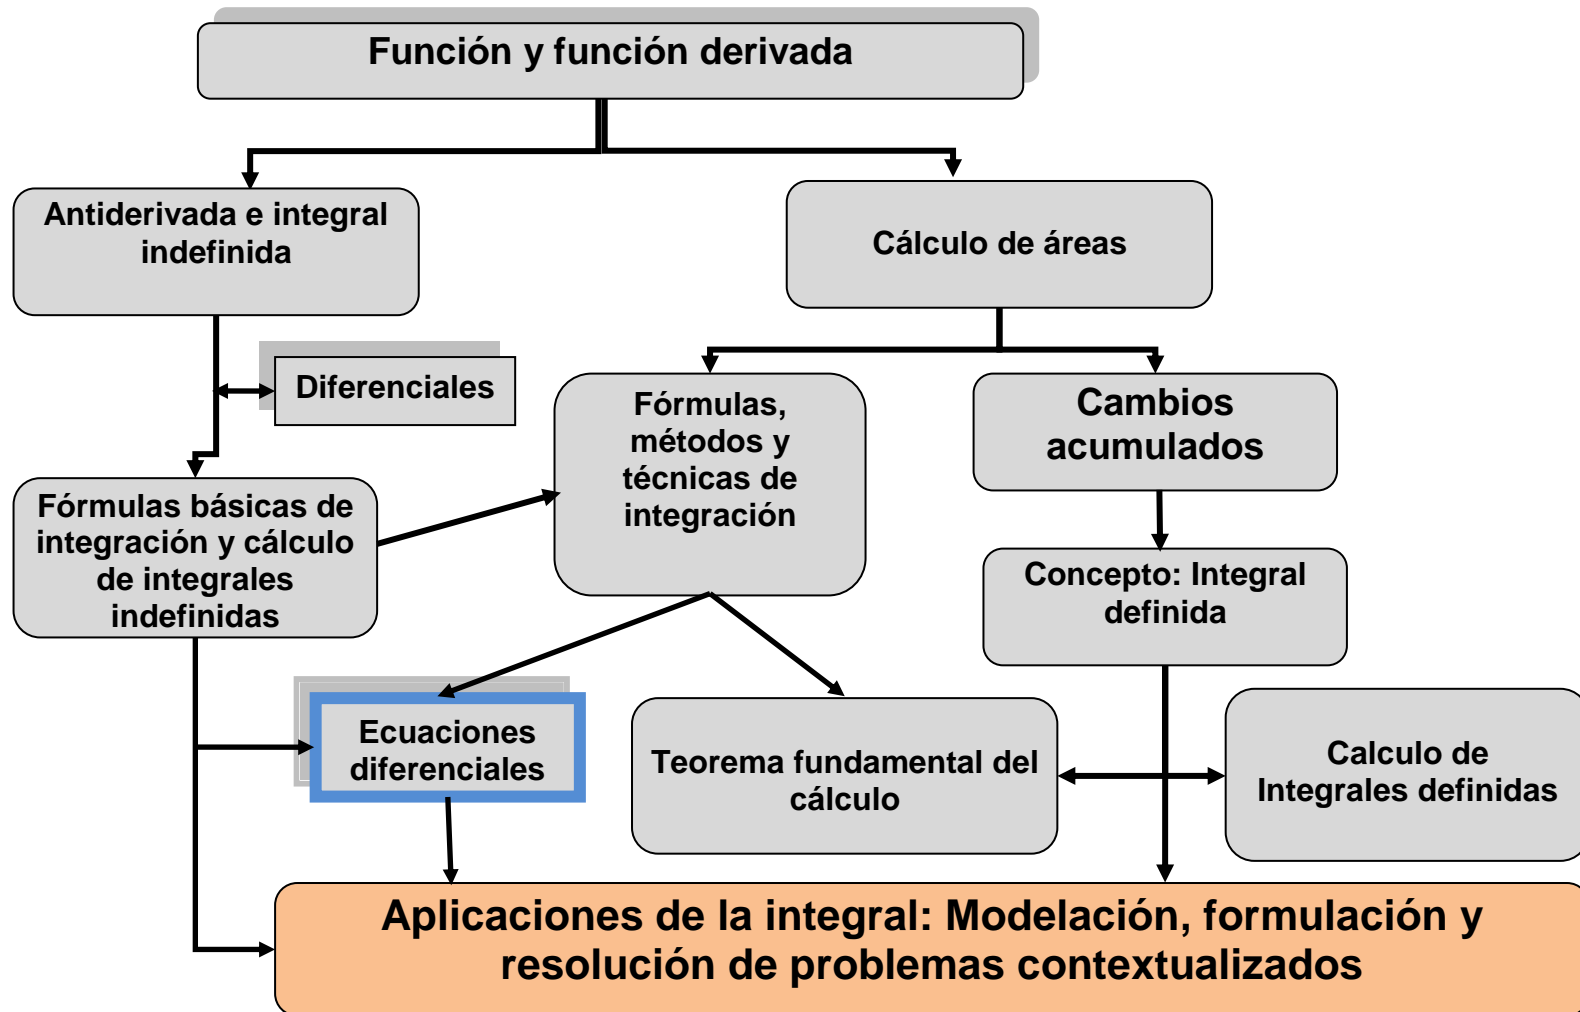 Función y función derivada
Antiderivada e integral
indefinida
Cálculo de áreas
Diferenciales
Fórmulas,
métodos y
técnicas de
integración
Cambios
acumulados
Fórmulas básicas de
integración y cálculo
de integrales
indefinidas
Concepto: Integral
definida
Ecuaciones
diferenciales
Teorema fundamental del
cálculo
Calculo de
Integrales definidas
Aplicaciones de la integral: Modelación, formulación y
resolución de problemas contextualizados